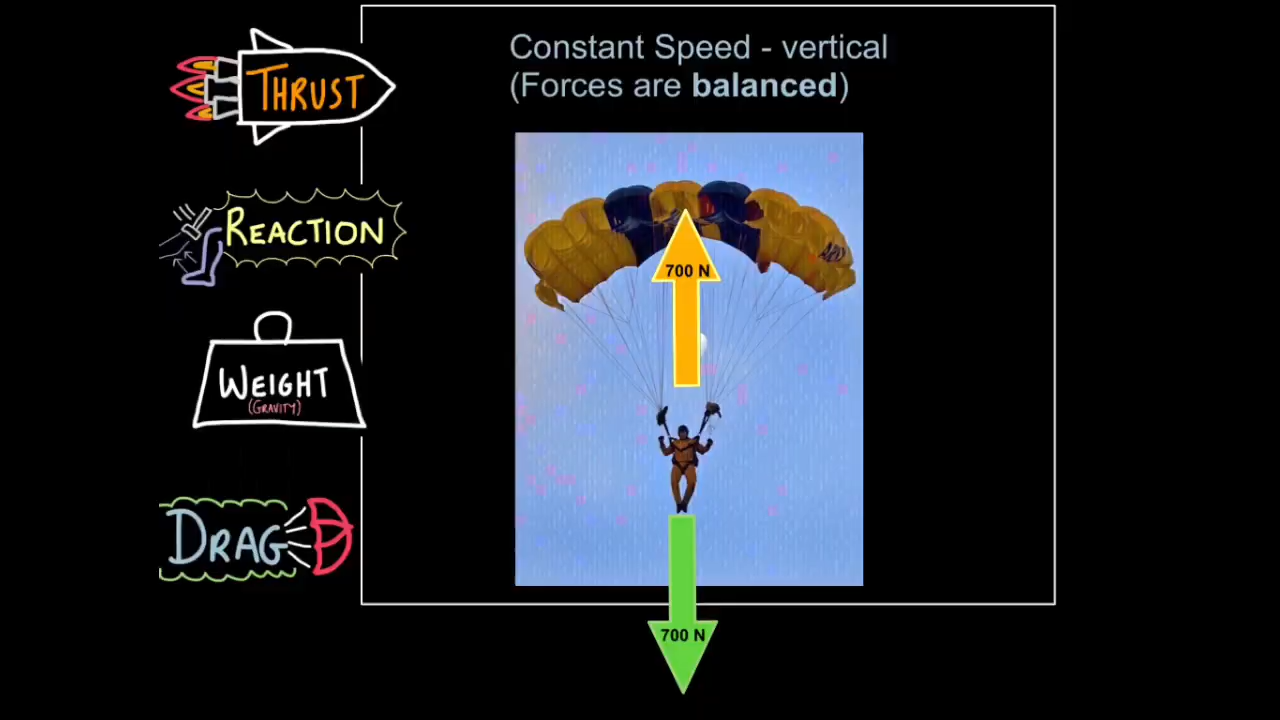 THRUST
REACTION
WEIGHT
(GRAVITY)
DRAG
Constant Speed - vertical
(Forces are balanced)
700 N
700 N